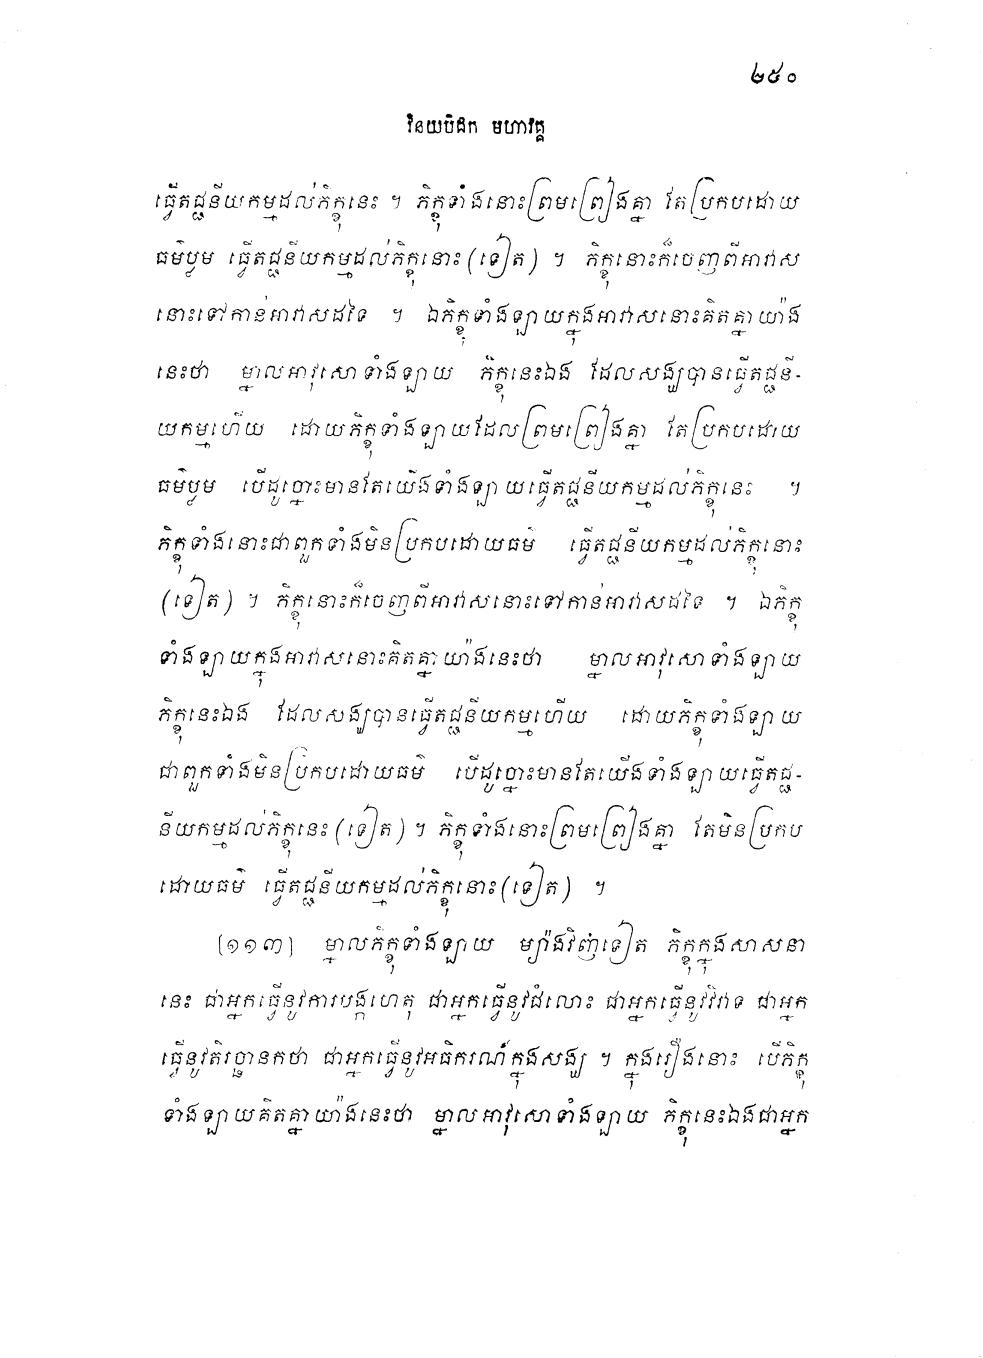 ២៥០
វិនយបិដក មហាវគ្គ
ធ្វើតជ្ជនីយកម្មដល់ភិក្ខុនេះ ។ ភិក្ខុទាំងនោះព្រមព្រៀងគ្នា តែប្រកបដោយ
ធម៌ប្លម ធ្វើតជ្ជនីយកម្មដល់ភិក្ខុនោះ (ទៀត) ។ ភិក្ខុនោះក៏ចេញពីអាវាស
នោះទៅកាន់អាវាសដទៃ ។ ឯភិក្ខុទាំងឡាយក្នុងអាវាសនោះគិតគ្នាយ៉ាង
នេះថា ម្នាលអាវុសោទាំងឡាយ ភិក្ខុនេះឯង ដែលសង្ឃបានធ្វើតជ្ជនី-
យកម្មហើយ ដោយភិក្ខុទាំងឡាយដែលព្រមព្រៀងគ្នា តែប្រកបដោយ
ធម៌ប្លម បើដូច្នោះមានតែយើងទាំងឡាយធ្វើតជ្ជនីយកម្មដល់ភិក្ខុនេះ ។
ភិក្ខុទាំងនោះជាពួកទាំងមិនប្រកបដោយធម៌ ធ្វើតជ្ជនីយកម្មដល់ភិក្ខុនោះ
(ទៀត) ។ ភិក្ខុនោះក៏ចេញពីអាវាសនោះទៅកាន់អាវាសដទៃ ។ ឯភិក្ខុ
ទាំងឡាយក្នុងអាវាសនោះគិតគ្នាយ៉ាងនេះថា ម្នាលអាវុសោទាំងឡាយ
ភិក្ខុនេះឯង ដែលសង្ឃបានធ្វើតជ្ជនីយកម្មហើយ ដោយភិក្ខុទាំងឡាយ
ជាពួកទាំងមិនប្រកបដោយធម៌ បើដូច្នោះមានតែយើងទាំងឡាយធ្វើតជ្ជ-
នីយកម្មដល់ភិក្ខុនេះ (ទៀត) ។ ភិក្ខុទាំងនោះព្រមព្រៀងគ្នា តែមិនប្រកប
ដោយធម៌ ធ្វើតជ្ជនីយកម្មដល់ភិក្ខុនោះ (ទៀត) ។
[១១៣] ម្នាលភិក្ខុទាំងឡាយ ម្យ៉ាងវិញទៀត ភិក្ខុក្នុងសាសនា
នេះ ជាអ្នកធ្វើនូវការបង្កហេតុ ជាអ្នកធ្វើនូវជំលោះ ជាអ្នកធ្វើនូវវិវាទ ជាអ្នក
ធ្វើនូវតិរច្ឆានកថា ជាអ្នកធ្វើនូវអធិករណ៍ក្នុងសង្ឃ ។ ក្នុងរឿងនោះ បើភិក្ខុ
ទាំងឡាយគិតគ្នាយ៉ាងនេះថា ម្នាលអាវុសោទាំងឡាយ ភិក្ខុនេះឯងជាអ្នក